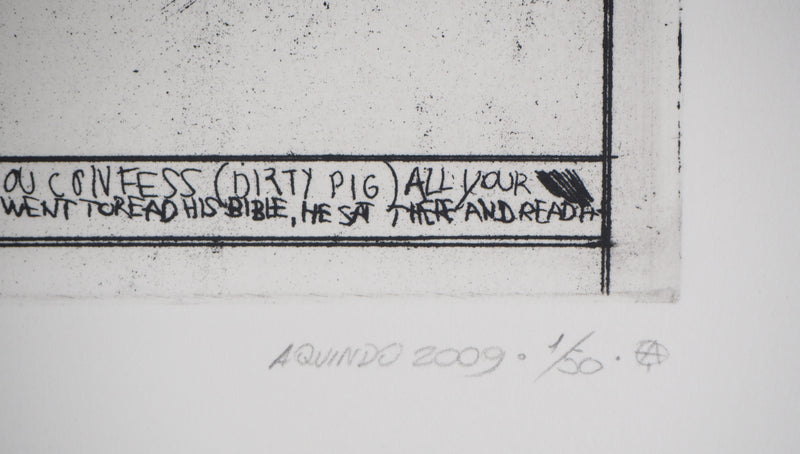 OU CONFESS (DIRTY PIG) ALL YOUR
WENT TO READ HIS BIBLE, HE SAT THERE AND READ A
AQUINDO 2009 · 1/50 ·